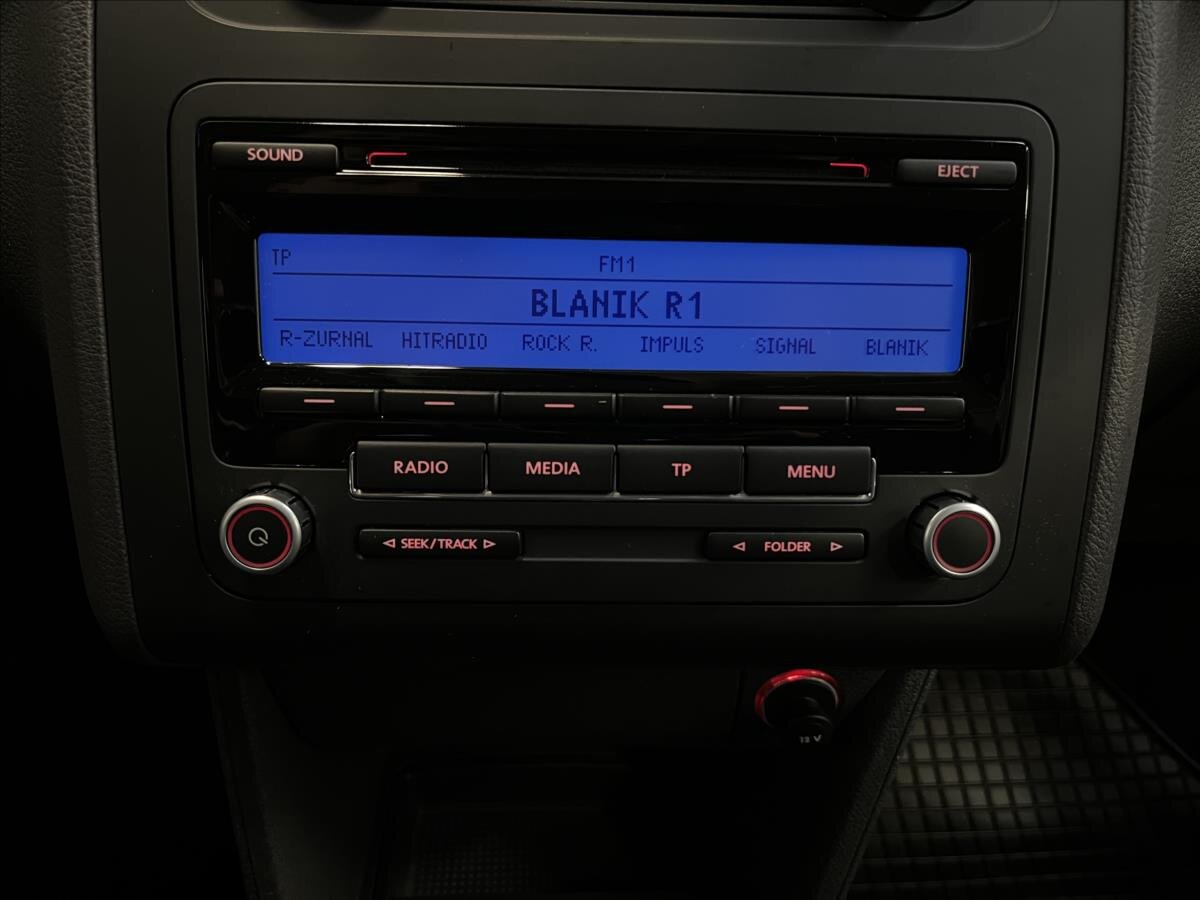 SOUND
EJECT
TP FM1
BLANIK R1
R-ZURNAL HITRADIO ROCK R. IMPULS SIGNAL BLANIK
RADIO MEDIA TP MENU
SEEK/TRACK FOLDER
12 V